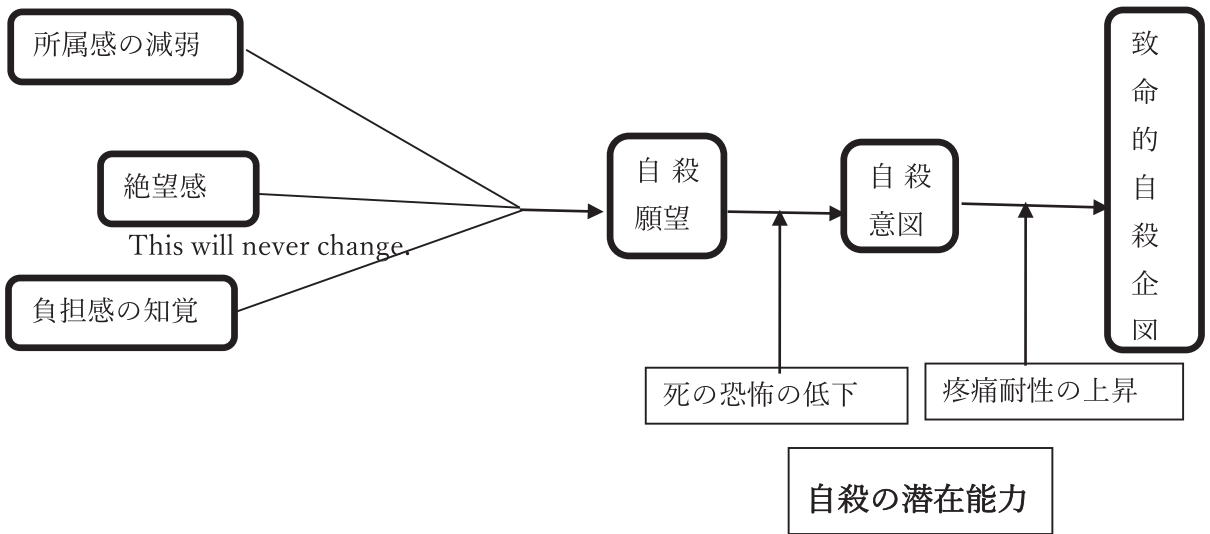 所属感の減弱
絶望感
This will never change.
負担感の知覚
自殺
願望
自殺
意図
致命的自殺企図
死の恐怖の低下
疼痛耐性の上昇
自殺の潜在能力